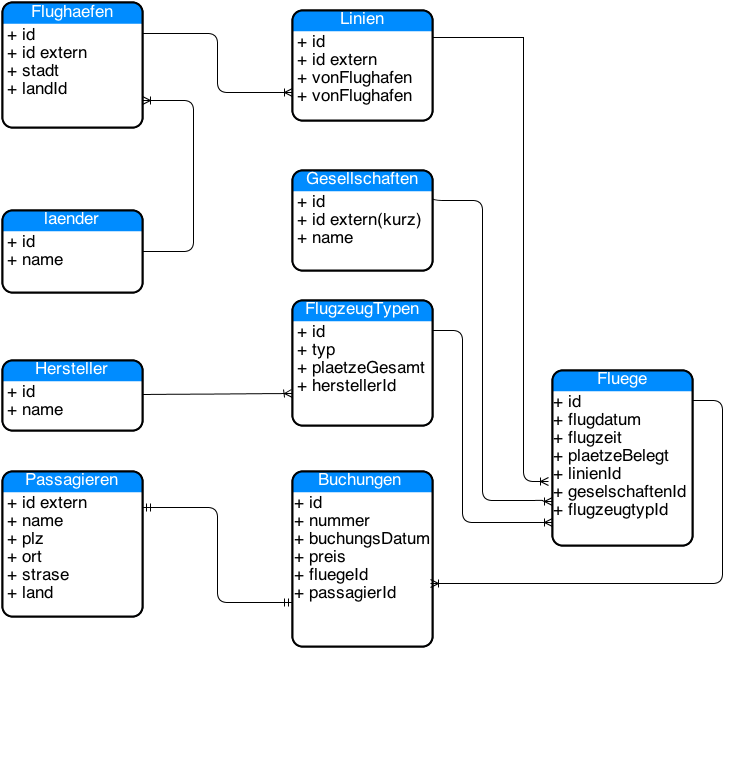 Flughaefen
+ id
+ id extern
+ stadt
+ landId
Linien
+ id
+ id extern
+ vonFlughafen
+ vonFlughafen
laender
+ id
+ name
Gesellschaften
+ id
+ id extern(kurz)
+ name
Hersteller
+ id
+ name
FlugzeugTypen
+ id
+ typ
+ plaetzeGesamt
+ herstellerId
Fluege
+ id
+ flugdatum
+ flugzeit
+ plaetzeBelegt
+ linienId
+ geselschaftenId
+ flugzeugtypId
Passagieren
+ id extern
+ name
+ plz
+ ort
+ strase
+ land
Buchungen
+ id
+ nummer
+ buchungsDatum
+ preis
+ fluegeId
+ passagierId